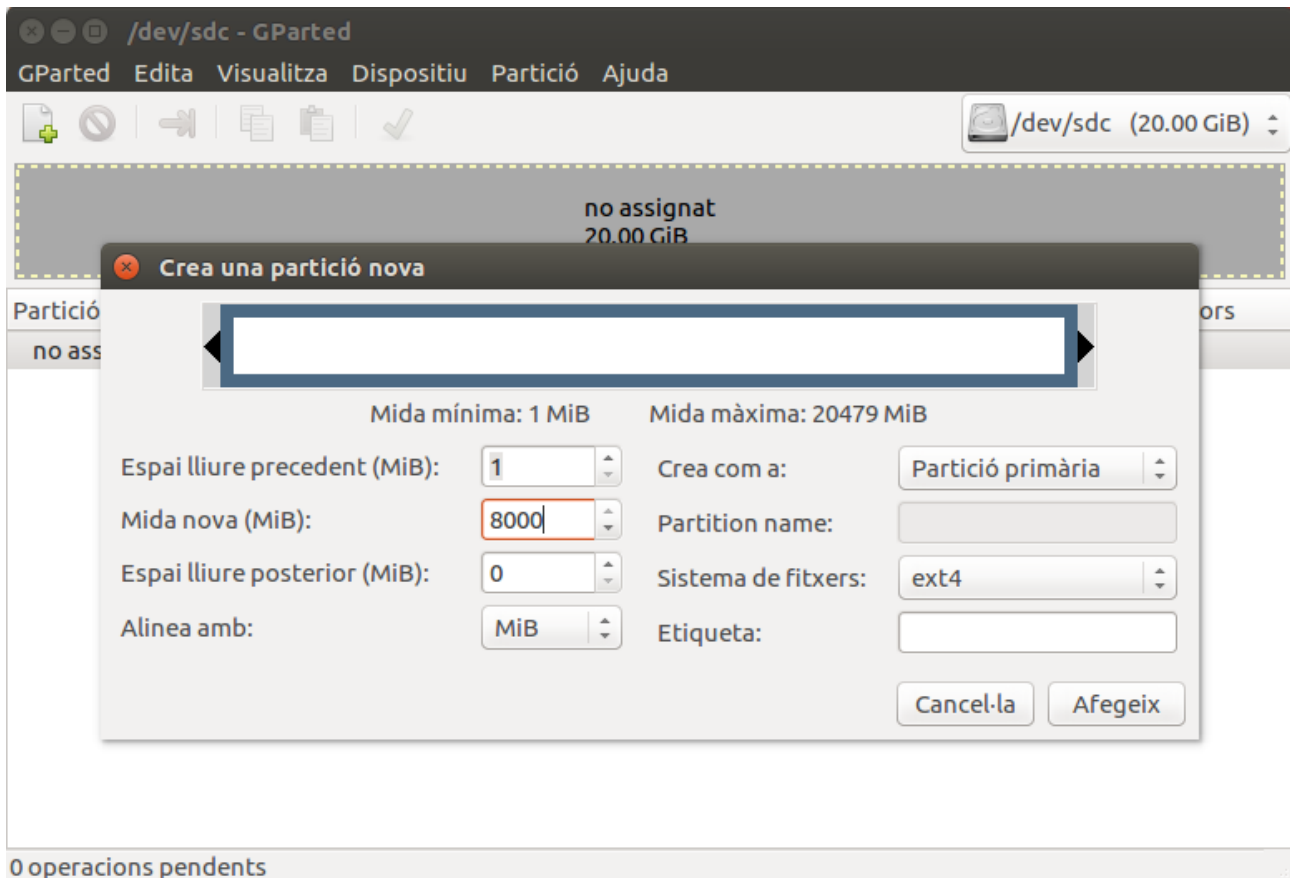 /dev/sdc - GParted
GParted Edita Visualitza Dispositiu Partició Ajuda
/dev/sdc (20.00 GiB)
no assignat
20.00 GiB
Crea una partició nova
Partició
ors
no ass
Mida mínima: 1 MiB Mida màxima: 20479 MiB
Espai lliure precedent (MiB): 1 Crea com a: Partició primària
Mida nova (MiB): 8000 Partition name:
Espai lliure posterior (MiB): 0 Sistema de fitxers: ext4
Alinea amb: MiB Etiqueta:
Cancel·la Afegeix
0 operacions pendents